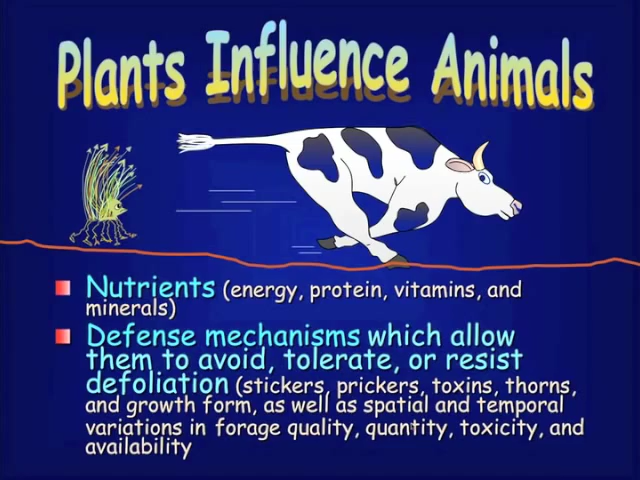 Plants Influence Animals
Nutrients (energy, protein, vitamins, and
minerals)
Defense mechanisms which allow
them to avoid, tolerate, or resist
defoliation (stickers, prickers, toxins, thorns,
and growth form, as well as spatial and temporal
variations in forage quality, quantity, toxicity, and
availability